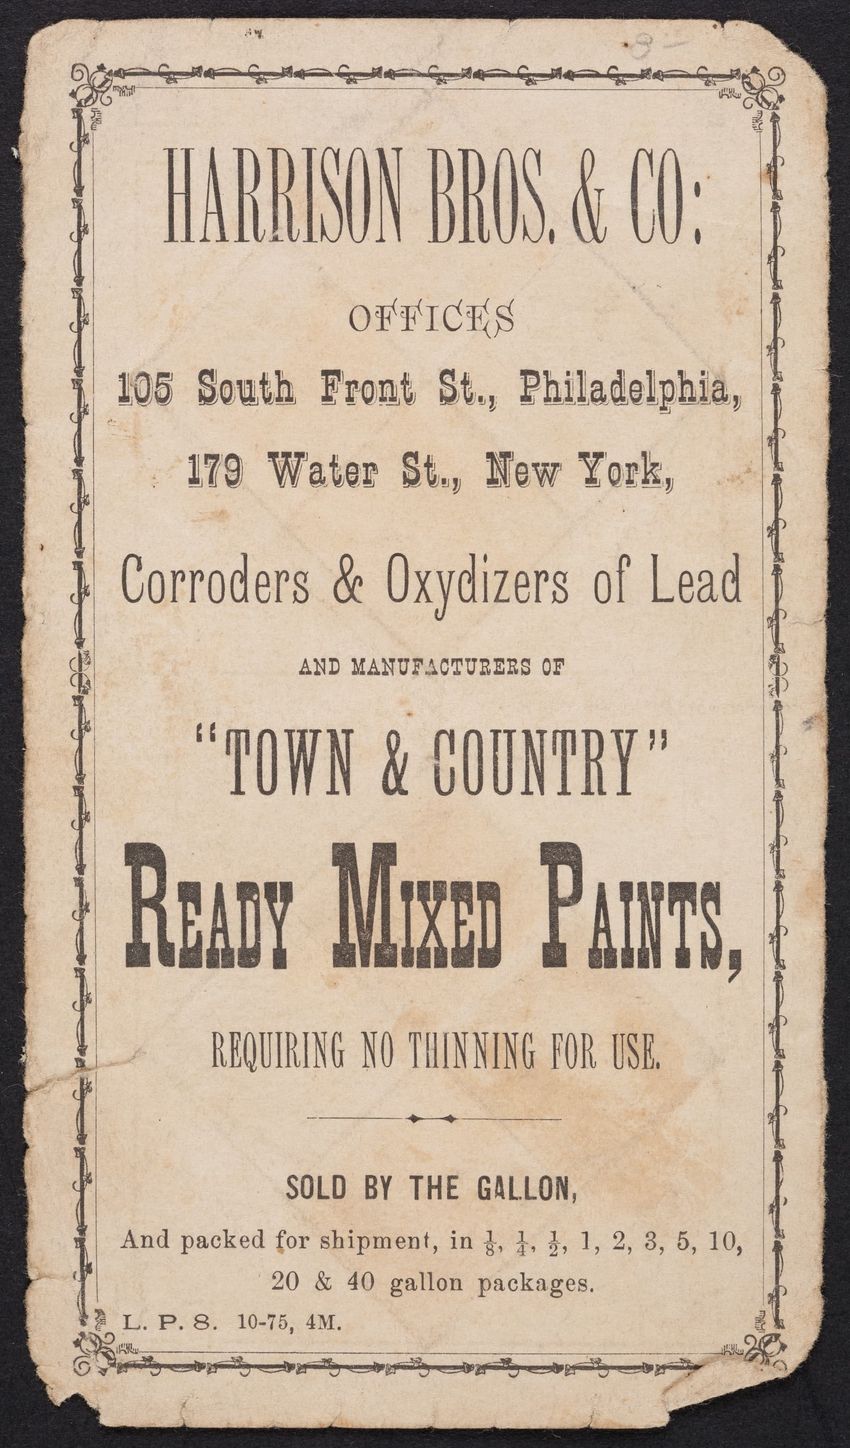 HARRISON BROS. & CO:
OFFICES
105 South Front St., Philadelphia,
179 Water St., New York,
Corroders & Oxydizers of Lead
AND MANUFACTURERS OF
"TOWN & COUNTRY"
READY MIXED PAINTS,
REQUIRING NO THINNING FOR USE.
SOLD BY THE GALLON,
And packed for shipment, in ⅛, ¼, ½, 1, 2, 3, 5, 10,
20 & 40 gallon packages.
L. P. 8. 10-75, 4M.